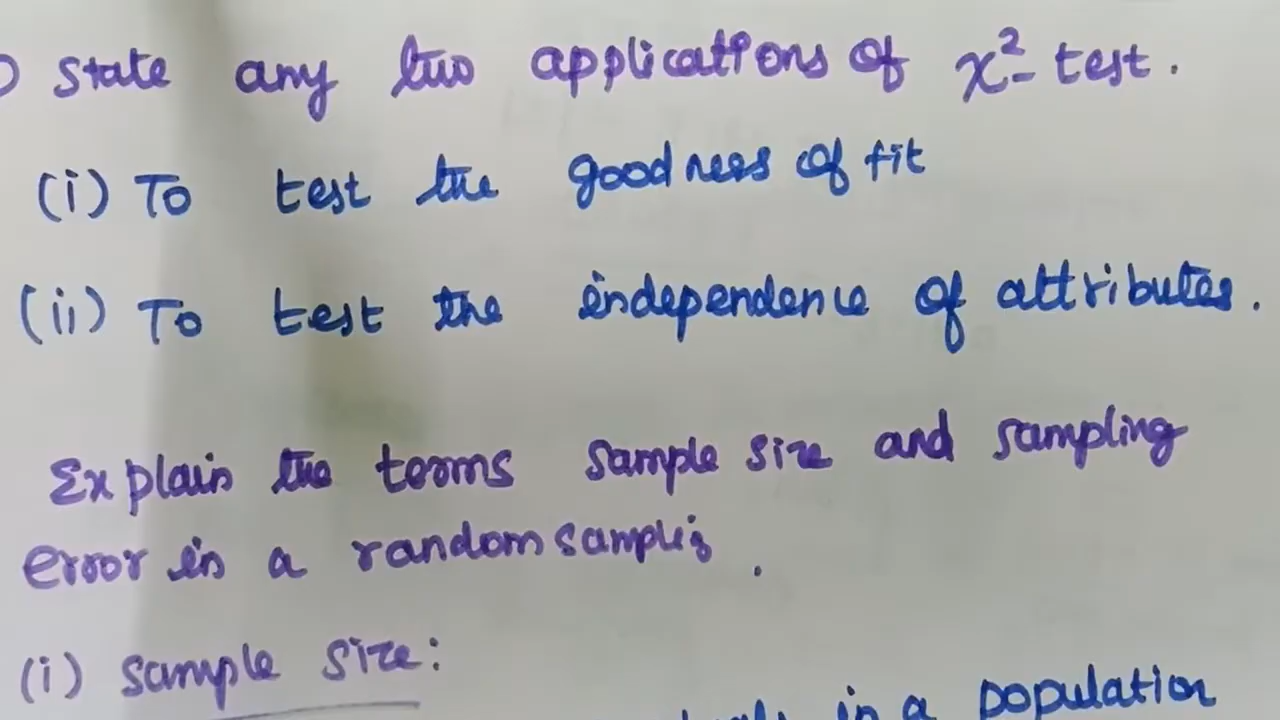 State any two applications of χ²- test.
(i) To test the goodness of fit
(ii) To test the independence of attributes.
Explain the terms sample size and sampling
error in a random sampling.
(i) sample size:
in a population